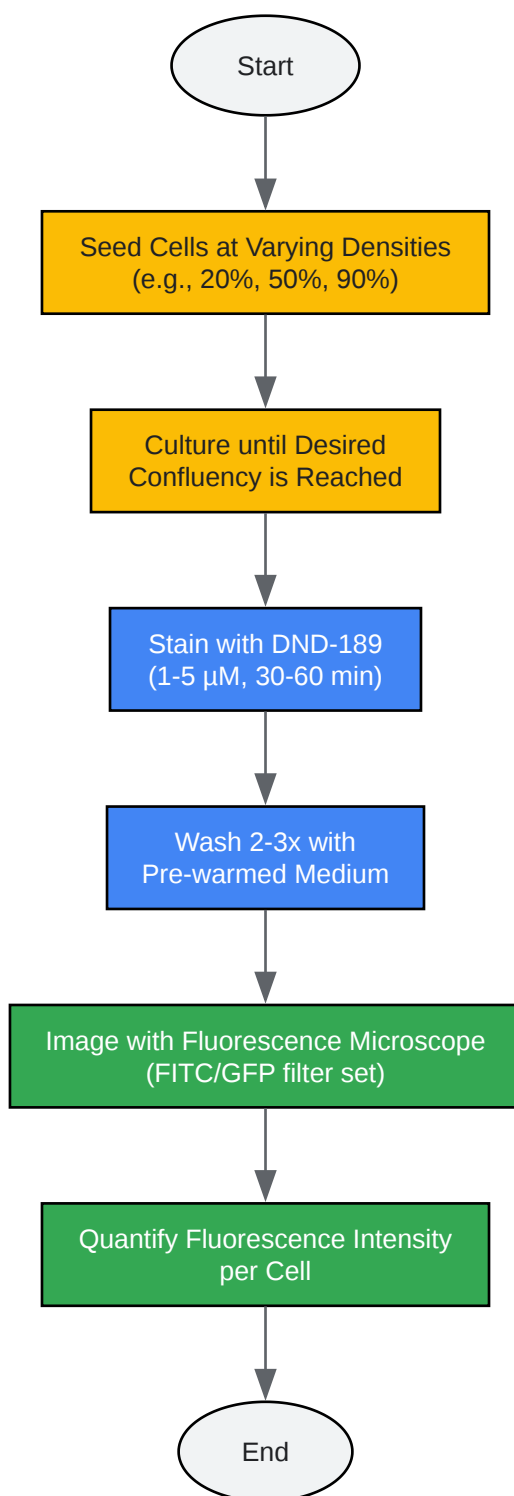 Start
Seed Cells at Varying Densities
(e.g., 20%, 50%, 90%)
Culture until Desired
Confluency is Reached
Stain with DND-189
(1-5 µM, 30-60 min)
Wash 2-3x with
Pre-warmed Medium
Image with Fluorescence Microscope
(FITC/GFP filter set)
Quantify Fluorescence Intensity
per Cell
End